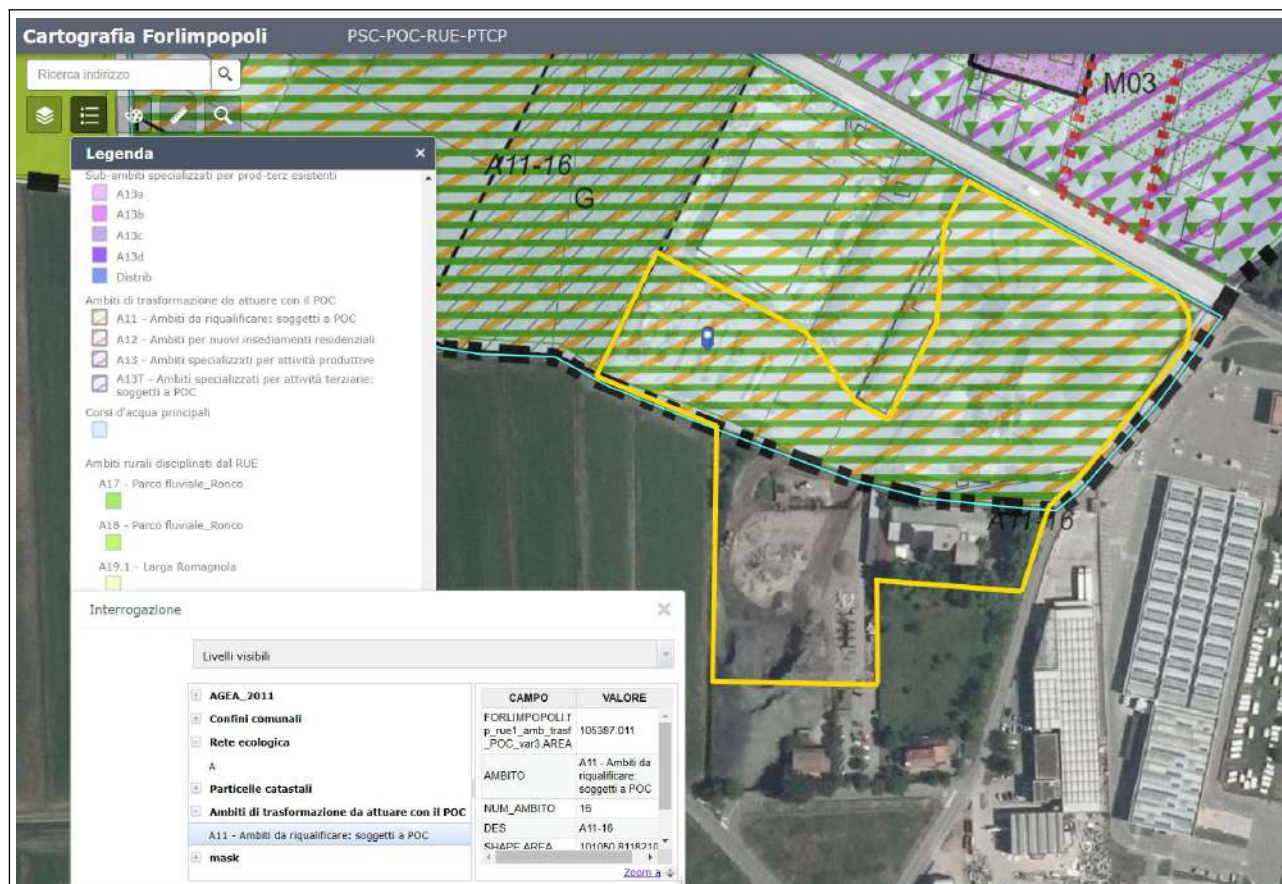 Cartografia Forlimpopoli PSC-POC-RUE-PTCP
Ricerca indirizzo
M03
A11-16
G
Legenda
Sub-ambiti specializzati per prod-terz esistenti
A13a
A13b
A13c
A13d
Distrib
Ambiti di trasformazione da attuare con il POC
A11 - Ambiti da riqualificare: soggetti a POC
A12 - Ambiti per nuovi insediamenti residenziali
A13 - Ambiti specializzati per attività produttive
A13T - Ambiti specializzati per attività terziarie:
soggetti a POC
Corsi d'acqua principali
Ambiti rurali disciplinati dal RUE
A17 - Parco fluviale_Ronco
A18 - Parco fluviale_Ronco
A19.1 - Larga Romagnola
A11-16
Interrogazione
Livelli visibili
AGEA_2011
Confini comunali
Rete ecologica
A
Particelle catastali
Ambiti di trasformazione da attuare con il POC
A11 - Ambiti da riqualificare: soggetti a POC
mask
CAMPO VALORE
FORLIMPOPOLI.f
p_rue1_amb_trasf
_POC_var3.AREA
105387.011
AMBITO
A11 - Ambiti da
riqualificare:
soggetti a POC
NUM_AMBITO 16
DES A11-16
SHAPE.AREA 101050.8118210
Zoom a